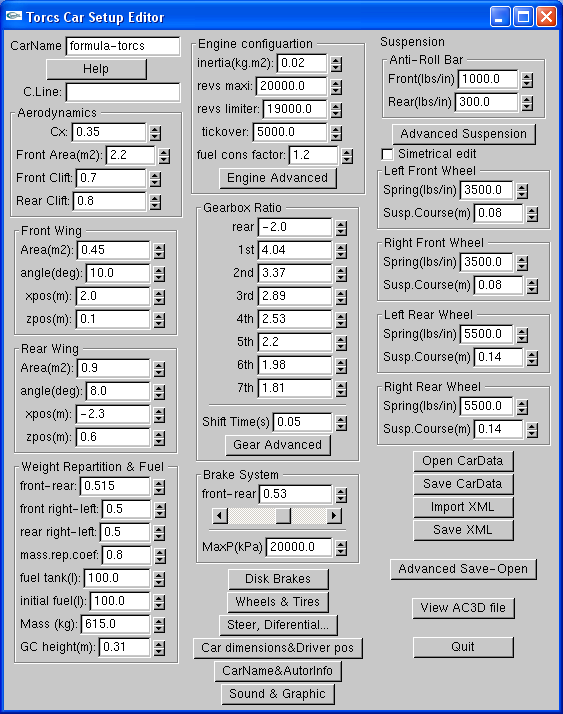 Torcs Car Setup Editor
CarName formula-torcs
Help
C.Line:
Aerodynamics
Cx: 0.35
Front Area(m2): 2.2
Front Clift: 0.7
Rear Clift: 0.8
Front Wing
Area(m2): 0.45
angle(deg): 10.0
xpos(m): 2.0
zpos(m): 0.1
Rear Wing
Area(m2): 0.9
angle(deg): 8.0
xpos(m): -2.3
zpos(m): 0.6
Weight Repartition & Fuel
front-rear: 0.515
front right-left: 0.5
rear right-left: 0.5
mass.rep.coef: 0.8
fuel tank(l): 100.0
initial fuel(l): 100.0
Mass (kg): 615.0
GC height(m): 0.31
Engine configuartion
inertia(kg.m2): 0.02
revs maxi: 20000.0
revs limiter: 19000.0
tickover: 5000.0
fuel cons factor: 1.2
Engine Advanced
Gearbox Ratio
rear -2.0
1st 4.04
2nd 3.37
3rd 2.89
4th 2.53
5th 2.2
6th 1.98
7th 1.81
Shift Time(s) 0.05
Gear Advanced
Brake System
front-rear 0.53
MaxP(kPa) 20000.0
Disk Brakes
Wheels & Tires
Steer, Diferential...
Car dimensions&Driver pos
CarName&AutorInfo
Sound & Graphic
Suspension
Anti-Roll Bar
Front(lbs/in) 1000.0
Rear(lbs/in) 300.0
Advanced Suspension
Simetrical edit
Left Front Wheel
Spring(lbs/in) 3500.0
Susp.Course(m) 0.08
Right Front Wheel
Spring(lbs/in) 3500.0
Susp.Course(m) 0.08
Left Rear Wheel
Spring(lbs/in) 5500.0
Susp.Course(m) 0.14
Right Rear Wheel
Spring(lbs/in) 5500.0
Susp.Course(m) 0.14
Open CarData
Save CarData
Import XML
Save XML
Advanced Save-Open
View AC3D file
Quit